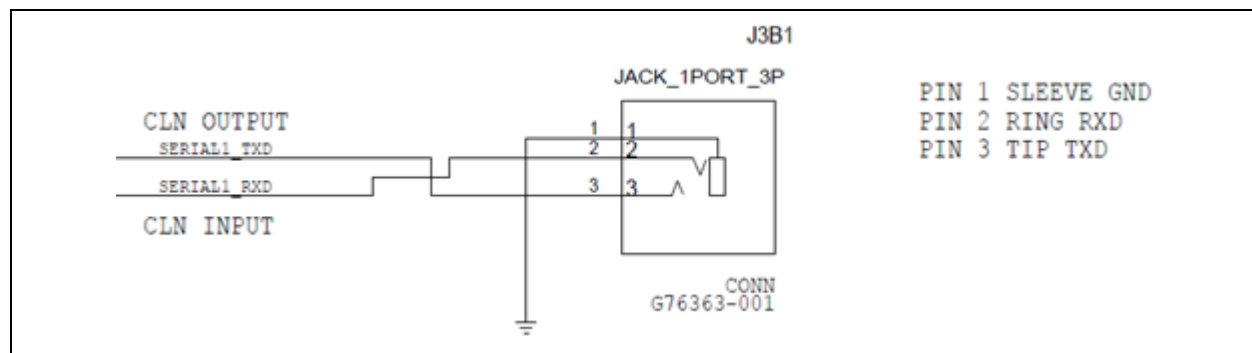 J3B1
JACK_1PORT_3P
CLN OUTPUT
SERIAL1_TXD
SERIAL1_RXD
CLN INPUT
1 1
2 2
3 3
PIN 1 SLEEVE GND
PIN 2 RING RXD
PIN 3 TIP TXD
CONN
G76363-001